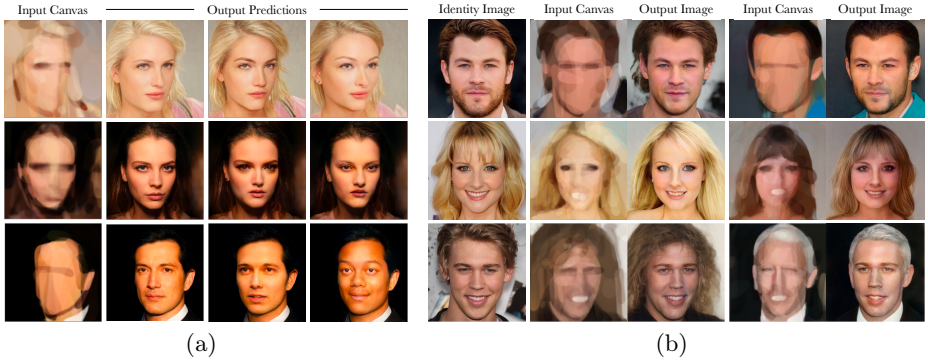 Input Canvas
Output Predictions
Identity Image
Input Canvas
Output Image
Input Canvas
Output Image
(a)
(b)